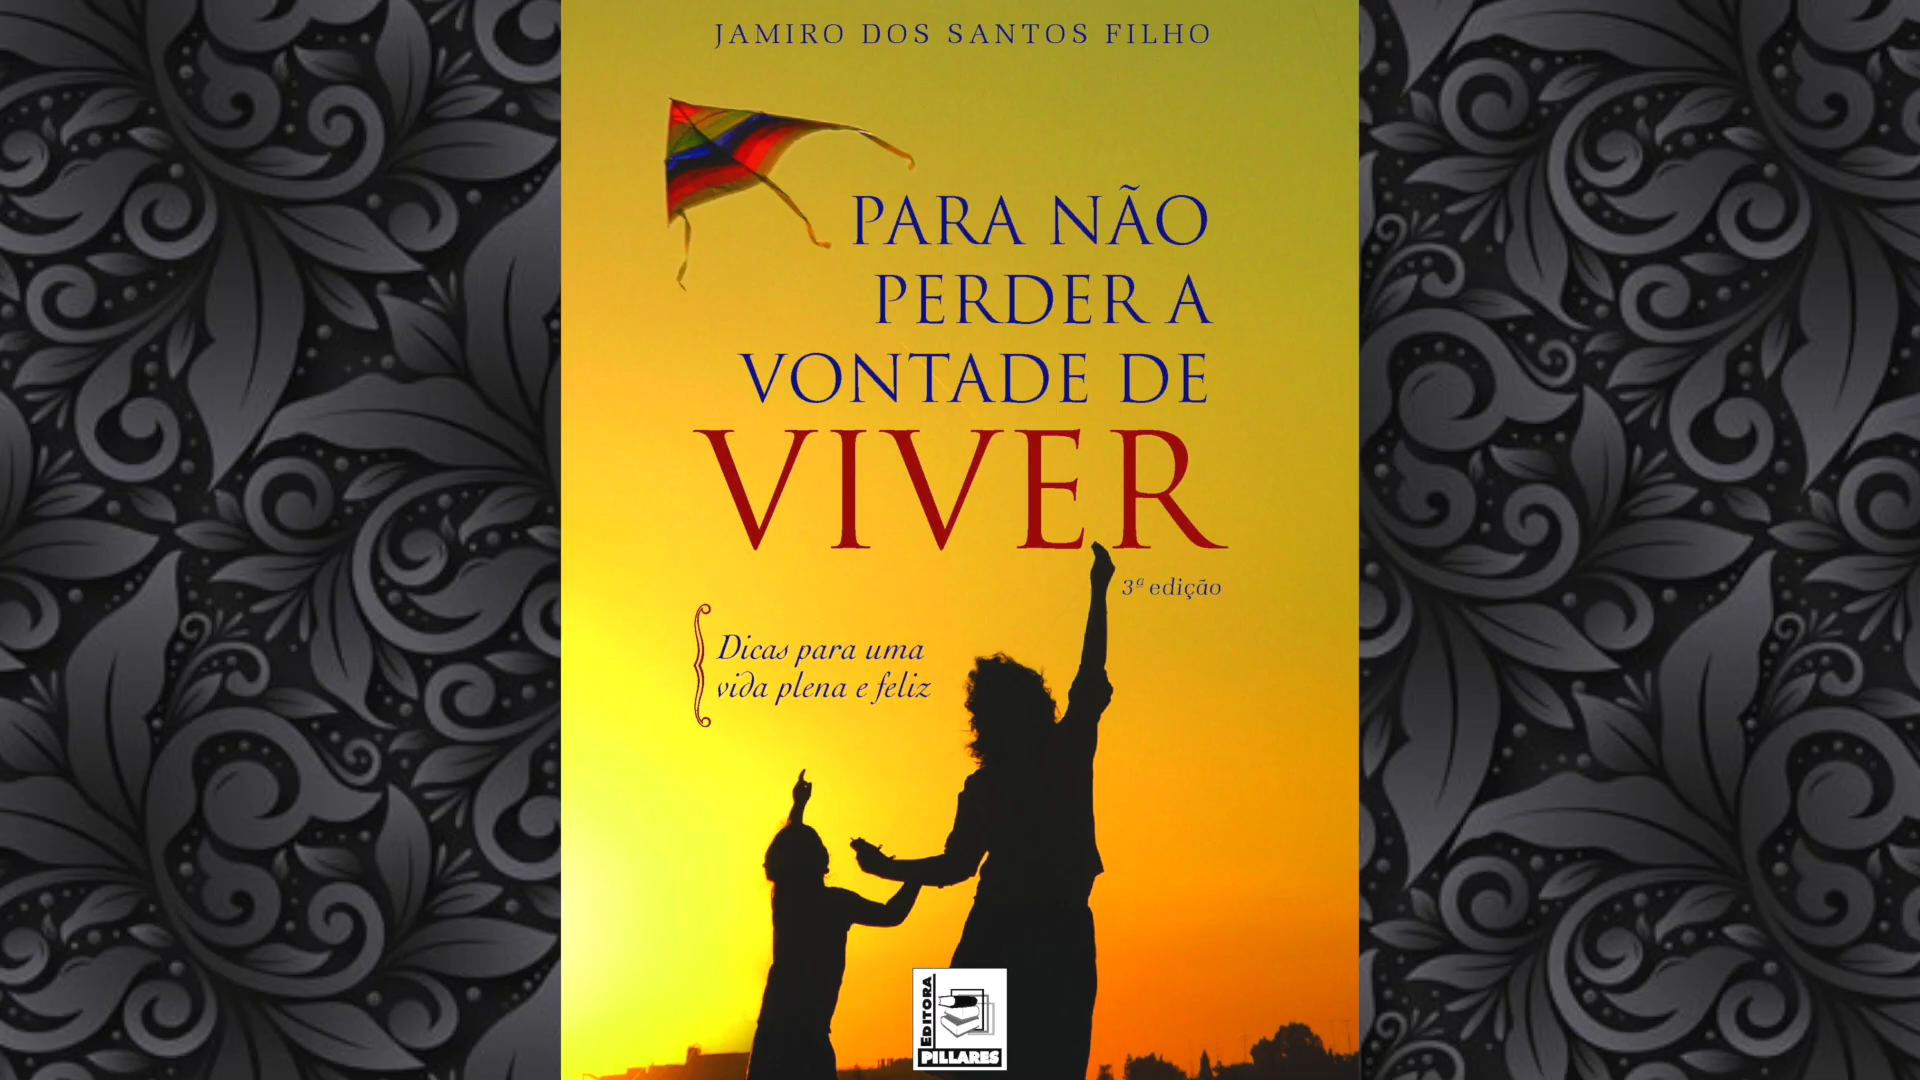 JAMIRO DOS SANTOS FILHO
PARA NÃO
PERDER A
VONTADE DE
VIVER
3ª edição
Dicas para uma
vida plena e feliz
EDITORA
PILLARES